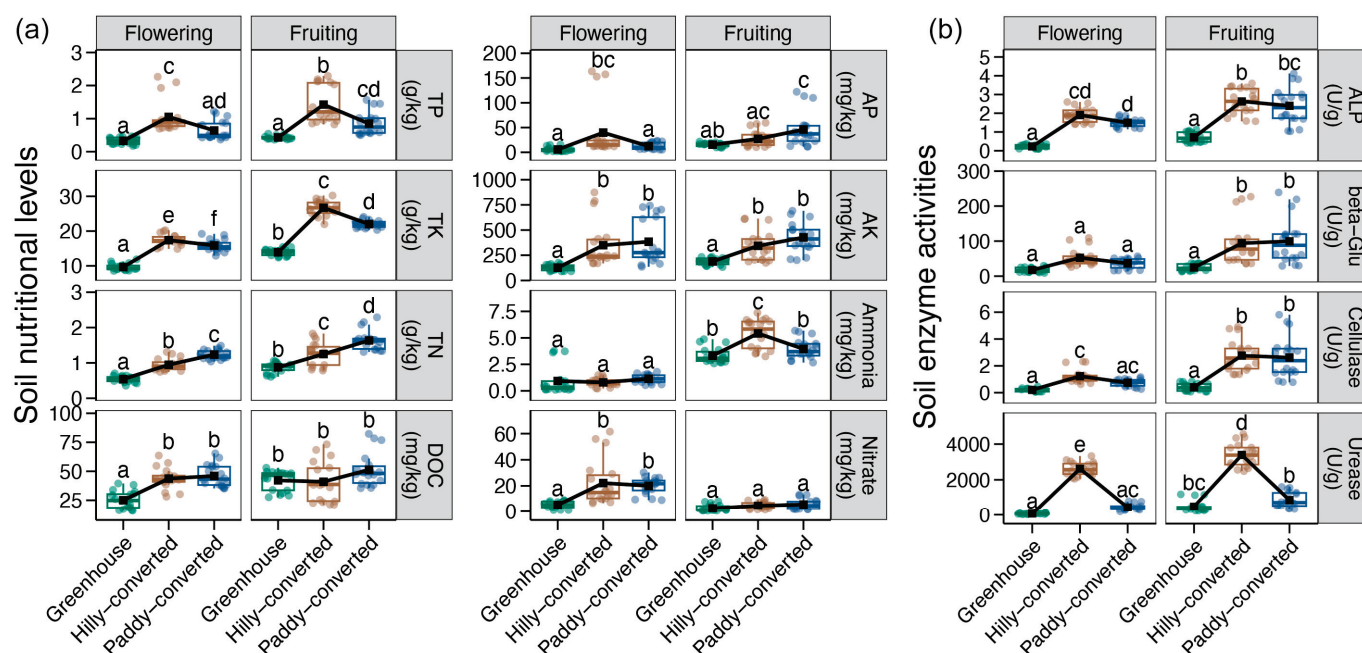 (a)
Flowering
Fruiting
Soil nutritional levels
3
2
1
0
a
c
ad
a
b
cd
TP
(g/kg)
30
20
10
a
e
f
b
c
d
TK
(g/kg)
3
2
1
0
a
b
c
b
c
d
TN
(g/kg)
100
75
50
25
a
b
b
b
b
b
DOC
(mg/kg)
Greenhouse
Hilly-converted
Paddy-converted
Greenhouse
Hilly-converted
Paddy-converted
Flowering
Fruiting
200
150
100
50
0
a
bc
a
ab
ac
c
AP
(mg/kg)
1000
750
500
250
0
a
b
b
a
b
b
AK
(mg/kg)
7.5
5.0
2.5
0.0
a
a
a
b
c
b
Ammonia
(mg/kg)
60
40
20
0
a
b
b
a
a
a
Nitrate
(mg/kg)
Greenhouse
Hilly-converted
Paddy-converted
Greenhouse
Hilly-converted
Paddy-converted
(b)
Flowering
Fruiting
Soil enzyme activities
5
4
3
2
1
0
a
cd
d
a
b
bc
ALP
(U/g)
300
200
100
0
a
a
a
a
b
b
beta-Glu
(U/g)
6
4
2
0
a
c
ac
a
b
b
Cellulase
(U/g)
4000
2000
0
a
e
ac
bc
d
b
Urease
(U/g)
Greenhouse
Hilly-converted
Paddy-converted
Greenhouse
Hilly-converted
Paddy-converted